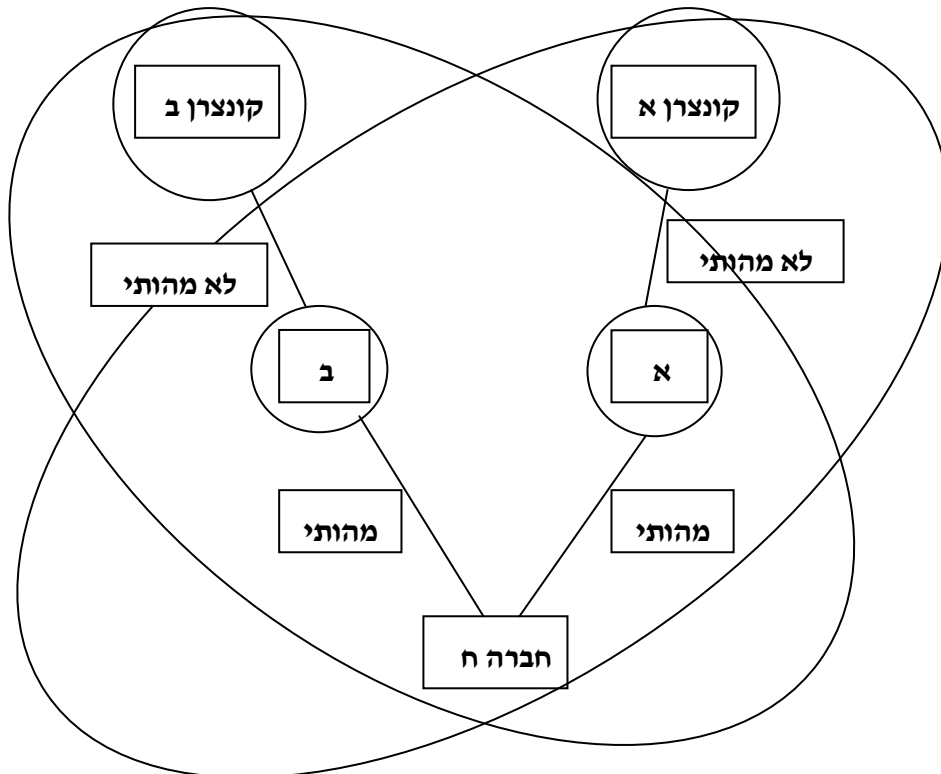 קונצרן א
קונצרן ב
לא מהותי
לא מהותי
א
ב
מהותי
מהותי
חברה ח